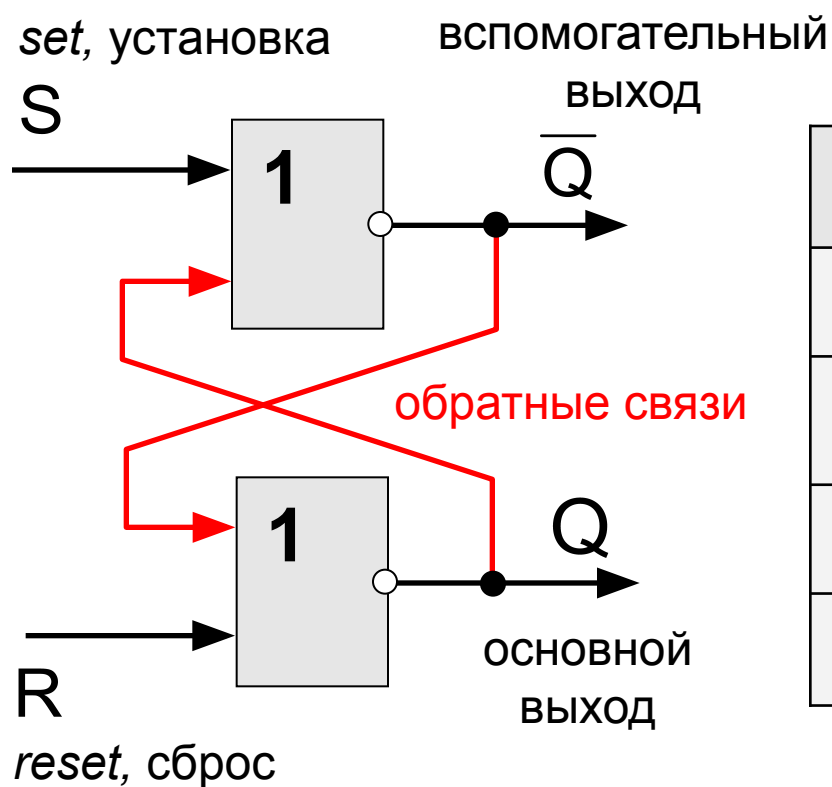 set, установка
вспомогательный
выход
S
1
Q̅
обратные связи
1
Q
основной
выход
R
reset, сброс